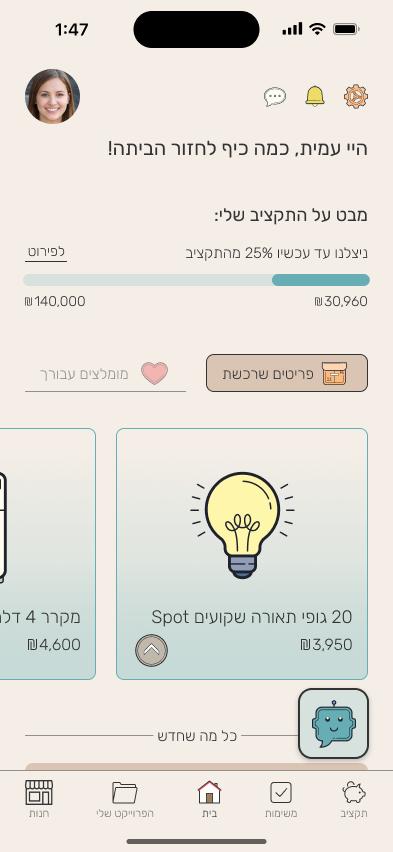 1:47
היי עמית, כמה כיף לחזור הביתה!
מבט על התקציב שלי:
ניצלנו עד עכשיו 25% מהתקציב
לפירוט
₪30,960
₪140,000
פריטים שרכשת
מומלצים עבורך
20 גופי תאורה שקועים Spot
₪3,950
מקרר 4 דלו
₪4,600
כל מה שחדש
תקציב
משימות
בית
הפרוייקט שלי
חנות